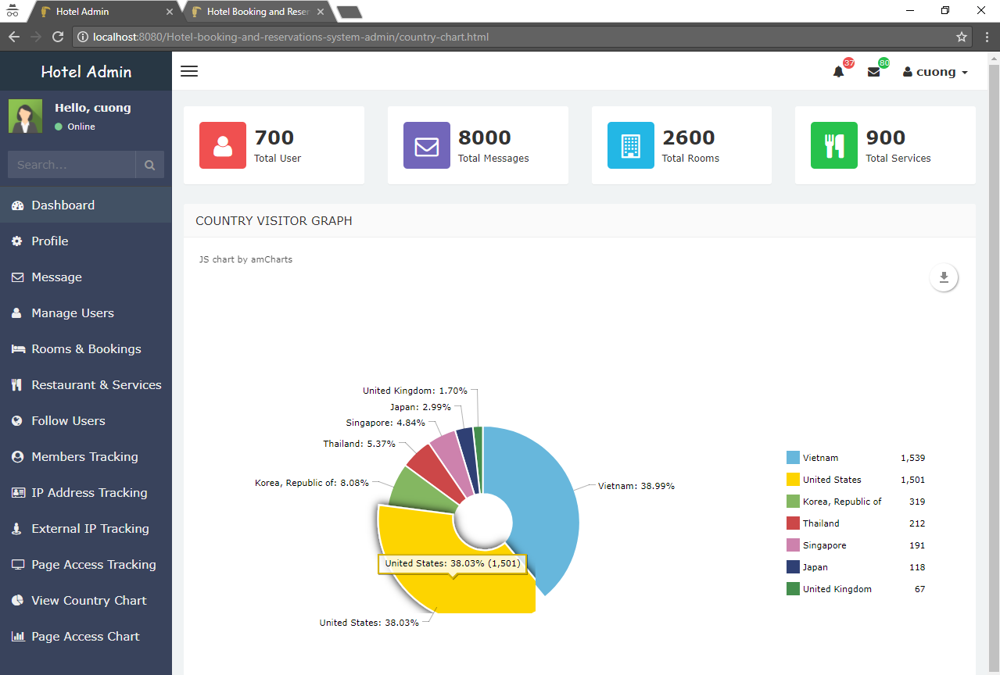 Hotel Admin
Hotel Booking and Reser
localhost:8080/Hotel-booking-and-reservations-system-admin/country-chart.html
Hotel Admin
37
80
cuong
Hello, cuong
Online
Search...
700
Total User
8000
Total Messages
2600
Total Rooms
900
Total Services
Dashboard
Profile
Message
Manage Users
Rooms & Bookings
Restaurant & Services
Follow Users
Members Tracking
IP Address Tracking
External IP Tracking
Page Access Tracking
View Country Chart
Page Access Chart
COUNTRY VISITOR GRAPH
JS chart by amCharts
United Kingdom: 1.70%
Japan: 2.99%
Singapore: 4.84%
Thailand: 5.37%
Korea, Republic of: 8.08%
Vietnam: 38.99%
United States: 38.03% (1,501)
United States: 38.03%
Vietnam 1,539
United States 1,501
Korea, Republic of 319
Thailand 212
Singapore 191
Japan 118
United Kingdom 67